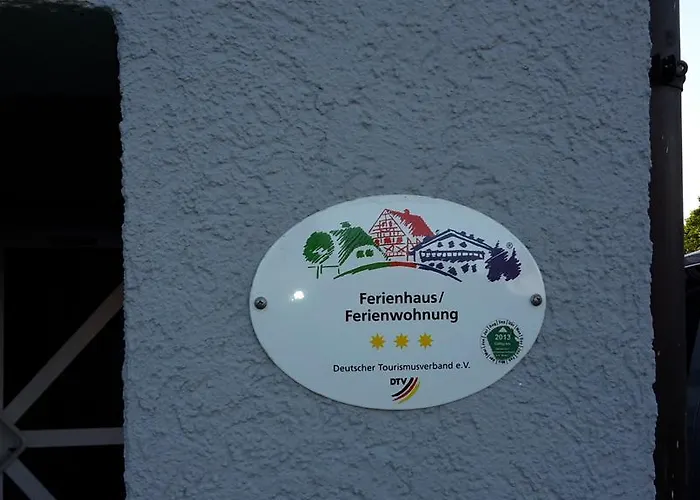 ®
Ferienhaus/
Ferienwohnung
Deutscher Tourismusverband e.V.
DTV
2013